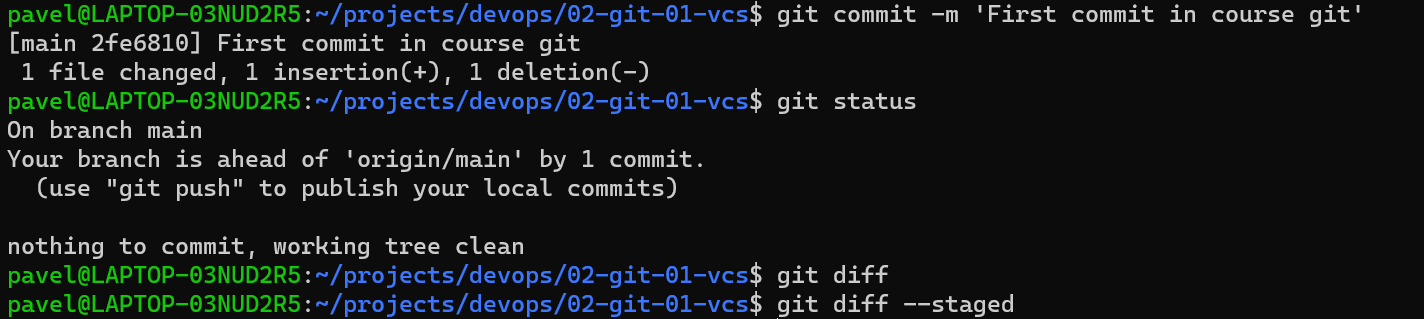 pavel@LAPTOP-03NUD2R5:~/projects/devops/02-git-01-vcs$ git commit -m 'First commit in course git'
[main 2fe6810] First commit in course git
 1 file changed, 1 insertion(+), 1 deletion(-)
pavel@LAPTOP-03NUD2R5:~/projects/devops/02-git-01-vcs$ git status
On branch main
Your branch is ahead of 'origin/main' by 1 commit.
  (use "git push" to publish your local commits)

nothing to commit, working tree clean
pavel@LAPTOP-03NUD2R5:~/projects/devops/02-git-01-vcs$ git diff
pavel@LAPTOP-03NUD2R5:~/projects/devops/02-git-01-vcs$ git diff --staged